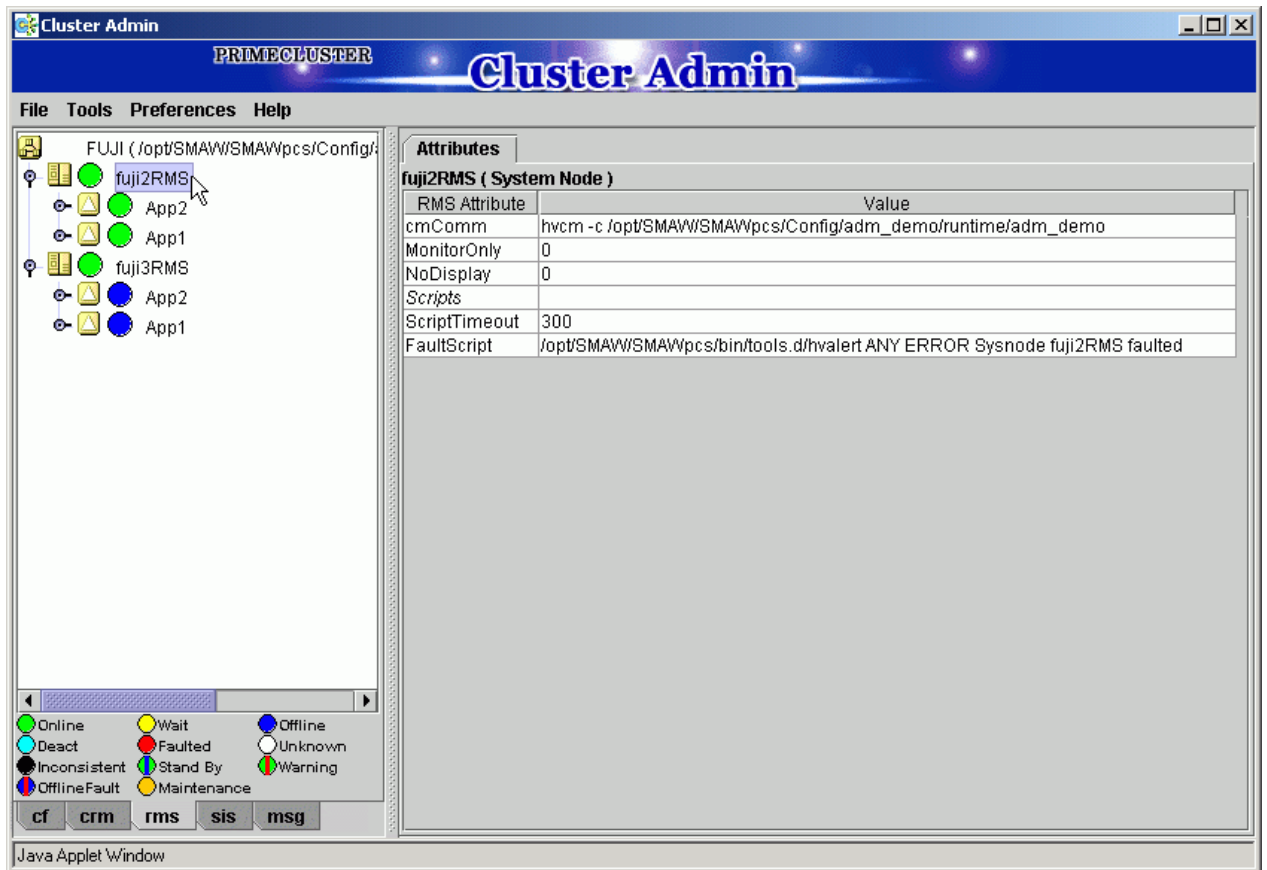 Cluster Admin
PRIMECLUSTER
Cluster Admin
File Tools Preferences Help
FUJI ( /opt/SMAW/SMAWpcs/Config/
fuji2RMS
App2
App1
fuji3RMS
App2
App1
Online Wait Offline
Deact Faulted Unknown
Inconsistent Stand By Warning
OfflineFault Maintenance
cf crm rms sis msg
Attributes
fuji2RMS ( System Node )
RMS Attribute Value
cmComm hvcm -c /opt/SMAW/SMAWpcs/Config/adm_demo/runtime/adm_demo
MonitorOnly 0
NoDisplay 0
Scripts
ScriptTimeout 300
FaultScript /opt/SMAW/SMAWpcs/bin/tools.d/hvalert ANY ERROR Sysnode fuji2RMS faulted
Java Applet Window